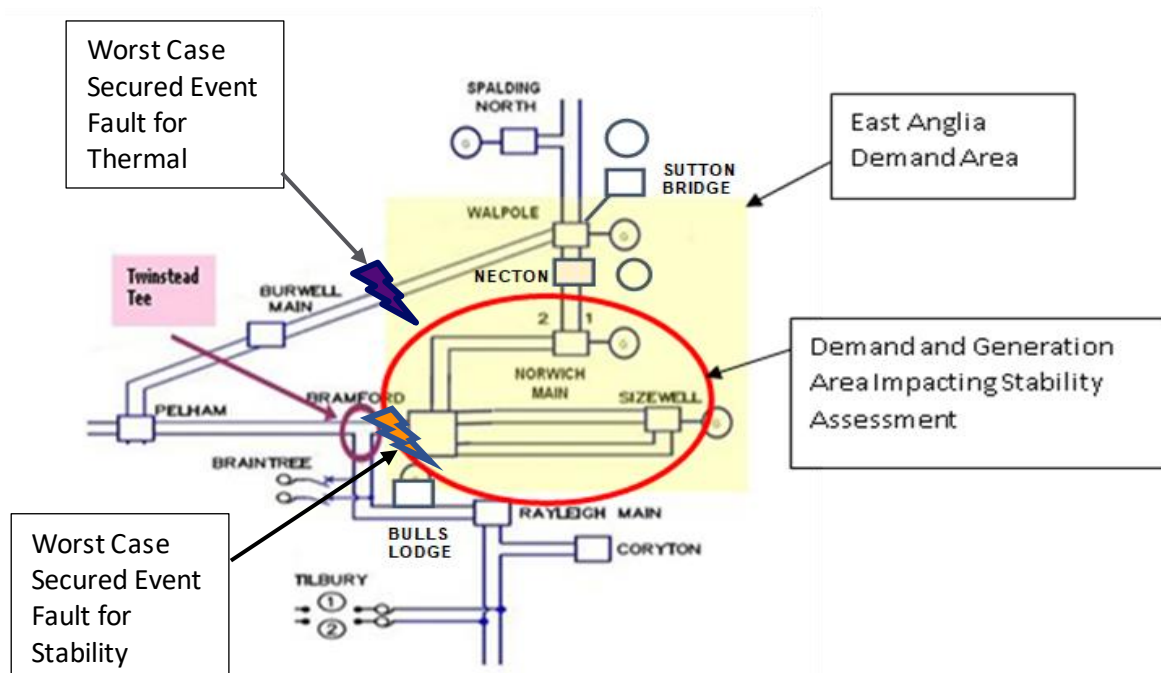 Worst Case
Secured Event
Fault for
Thermal
SPALDING
NORTH
G
SUTTON
BRIDGE
East Anglia
Demand Area
WALPOLE
G
Twinstead
Tee
NECTON
BURWELL
MAIN
2 1
G
NORWICH
MAIN
Demand and Generation
Area Impacting Stability
Assessment
BRAMFORD
SIZEWELL
G
PELHAM
BRAINTREE
RAYLEIGH MAIN
BULLS
LODGE
CORYTON
Worst Case
Secured Event
Fault for
Stability
TILBURY
1
2